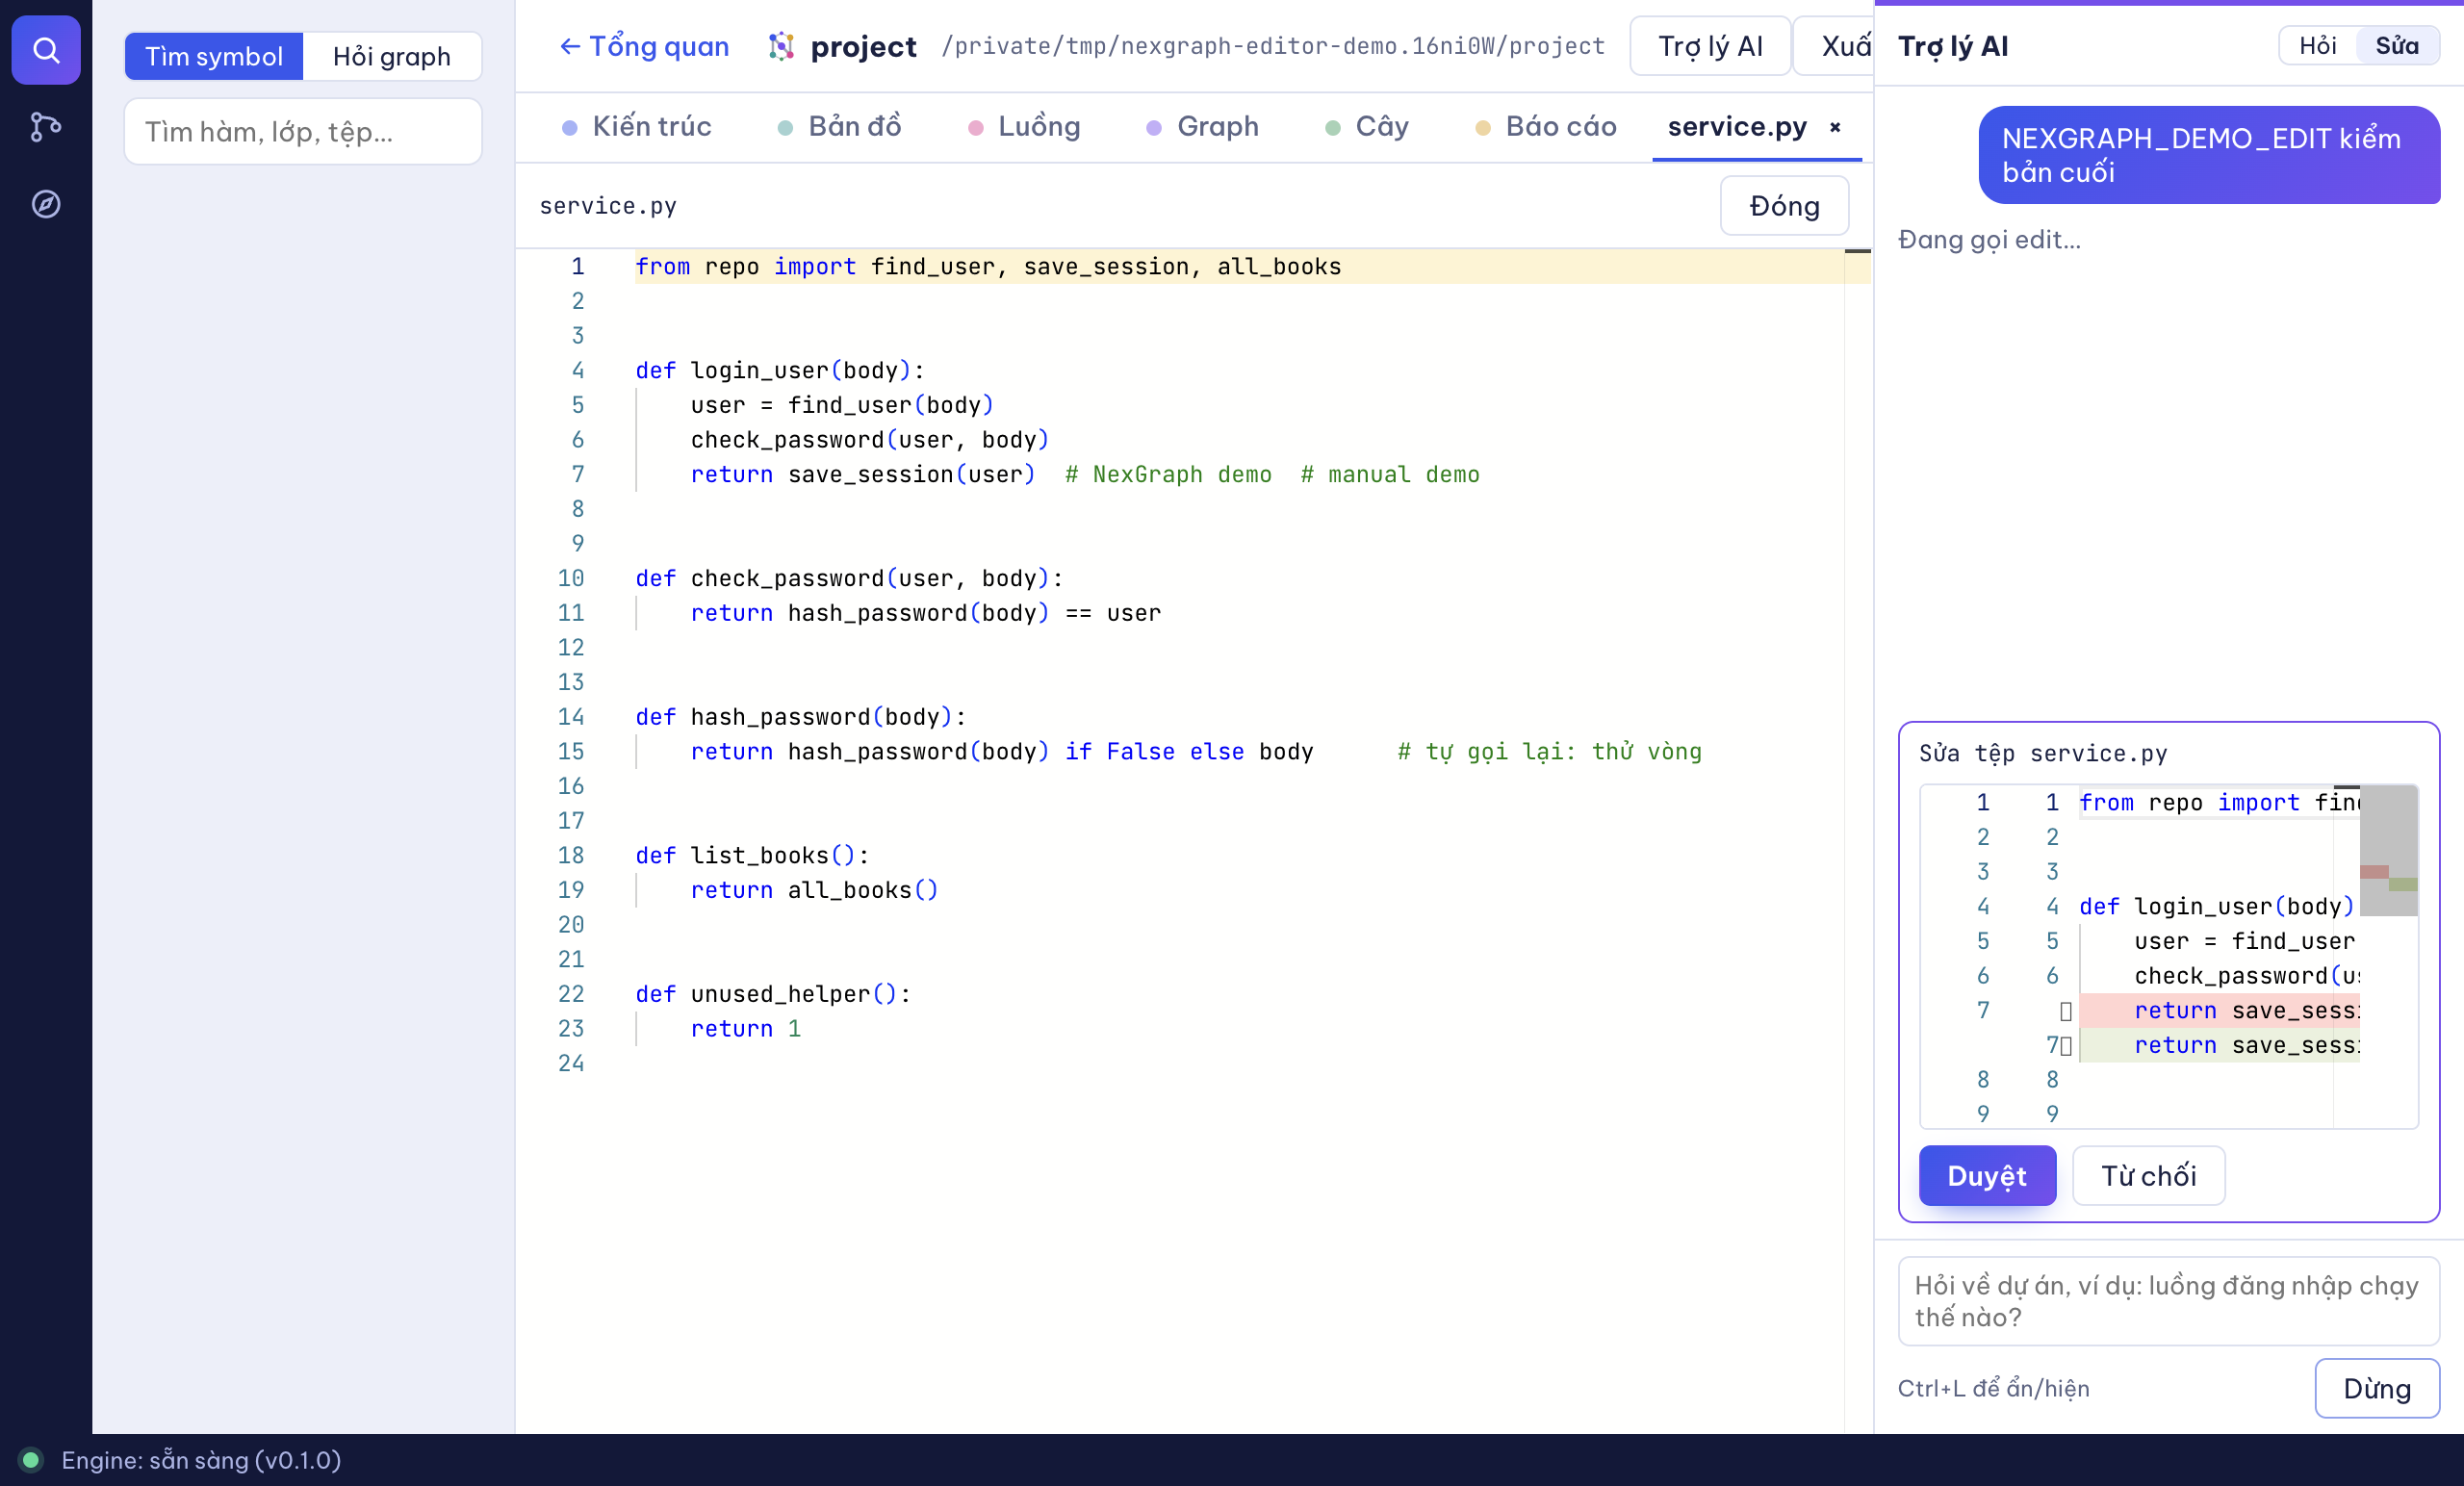 Tìm symbol
Hỏi graph
Tìm hàm, lớp, tệp...
← Tổng quan
project
/private/tmp/nexgraph-editor-demo.16ni0W/project
Trợ lý AI
Xuấ
Kiến trúc
Bản đồ
Luồng
Graph
Cây
Báo cáo
service.py ×
service.py
Đóng
1 from repo import find_user, save_session, all_books
2
3
4 def login_user(body):
5 user = find_user(body)
6 check_password(user, body)
7 return save_session(user)  # NexGraph demo  # manual demo
8
9
10 def check_password(user, body):
11 return hash_password(body) == user
12
13
14 def hash_password(body):
15 return hash_password(body) if False else body      # tự gọi lại: thử vòng
16
17
18 def list_books():
19 return all_books()
20
21
22 def unused_helper():
23 return 1
24
Trợ lý AI
Hỏi
Sửa
NEXGRAPH_DEMO_EDIT kiểm
bản cuối
Đang gọi edit...
Sửa tệp service.py
1 1 from repo import fin
2 2
3 3
4 4 def login_user(body)
5 5 user = find_user
6 6 check_password(u
7 return save_sess
7 return save_sess
8 8
9 9
Duyệt
Từ chối
Hỏi về dự án, ví dụ: luồng đăng nhập chạy
thế nào?
Ctrl+L để ẩn/hiện
Dừng
Engine: sẵn sàng (v0.1.0)